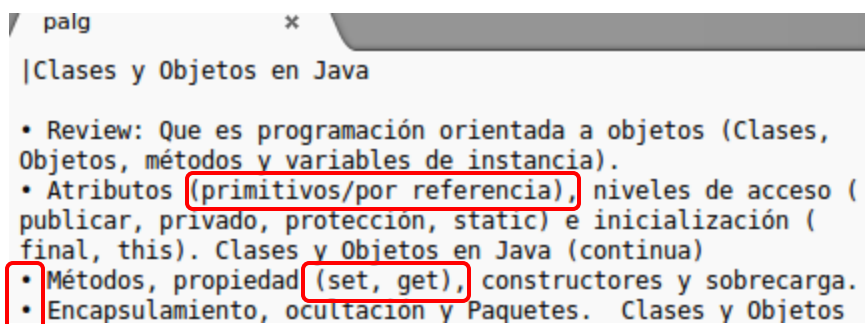 palg ×
|Clases y Objetos en Java
• Review: Que es programación orientada a objetos (Clases,
Objetos, métodos y variables de instancia).
• Atributos (primitivos/por referencia), niveles de acceso (
publicar, privado, protección, static) e inicialización (
final, this). Clases y Objetos en Java (continua)
• Métodos, propiedad (set, get), constructores y sobrecarga.
• Encapsulamiento, ocultación y Paquetes.  Clases y Objetos